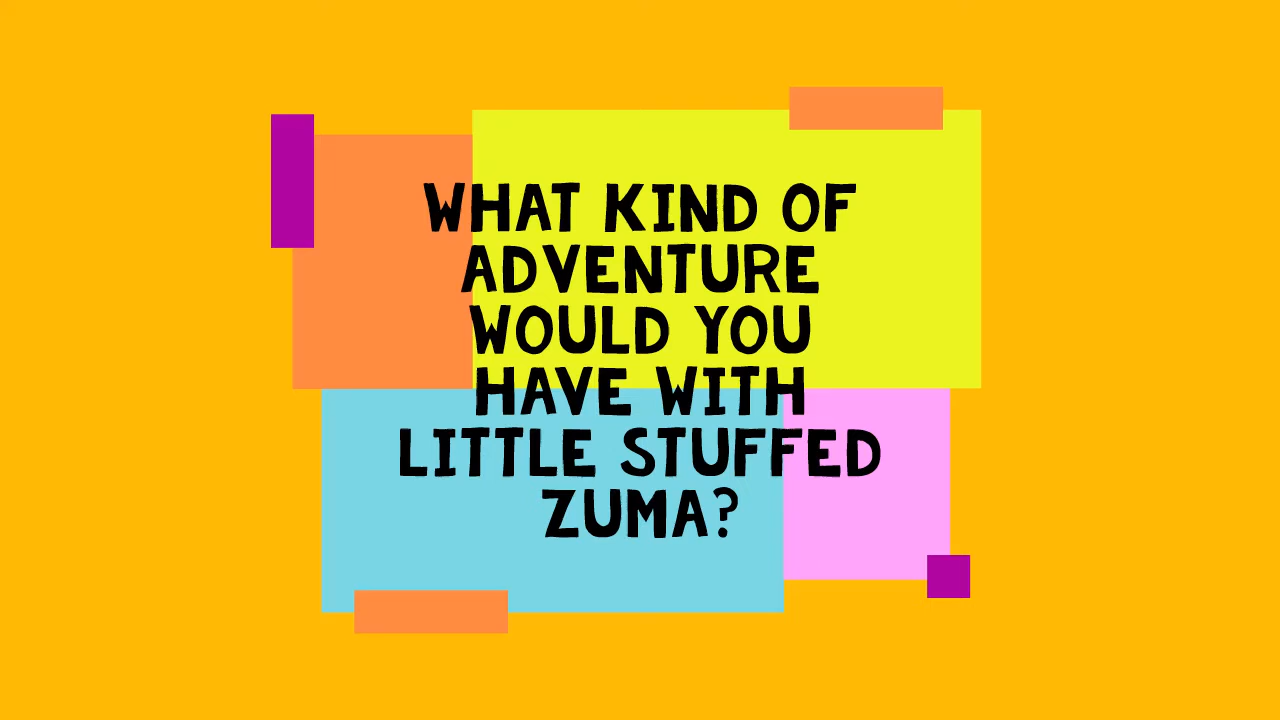 WHAT KIND OF
ADVENTURE
WOULD YOU
HAVE WITH
LITTLE STUFFED
ZUMA?